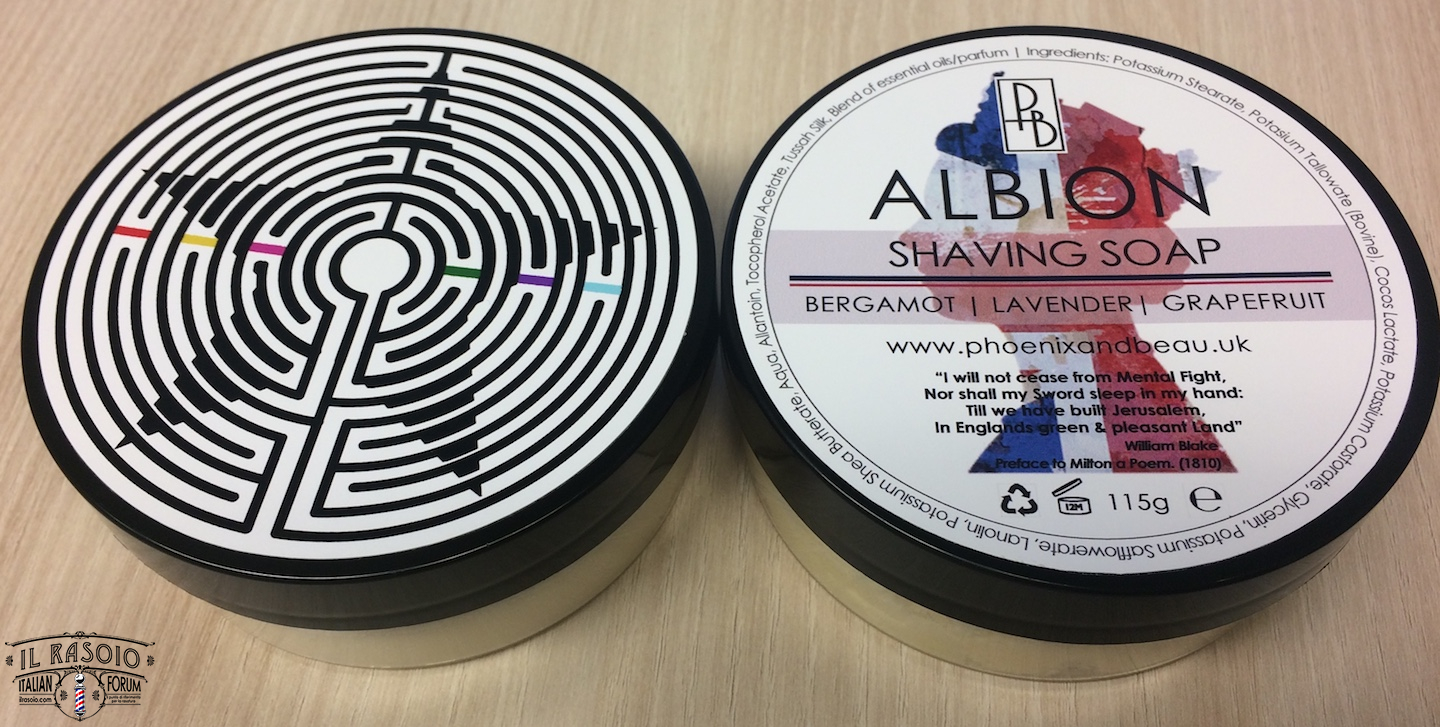 PB
ALBION
SHAVING SOAP
BERGAMOT | LAVENDER | GRAPEFRUIT
www.phoenixandbeau.uk
“I will not cease from Mental Fight,
Nor shall my Sword sleep in my hand:
Till we have built Jerusalem,
In Englands green & pleasant Land”
William Blake
Preface to Milton a Poem. (1810)
12M 115g ℮
Ingredients: Potassium Stearate, Potasium Tallowate (Bovine), Cocos Lactate, Potassium Castorate, Glycerin, Potassium Safflowerate, Lanolin, Potassium Shea Butterate, Aqua, Allantoin, Tocopherol Acetate, Tussah Silk, Blend of essential oils/parfum |
IL RASOIO
ITALIAN FORUM
ilrasoio.com